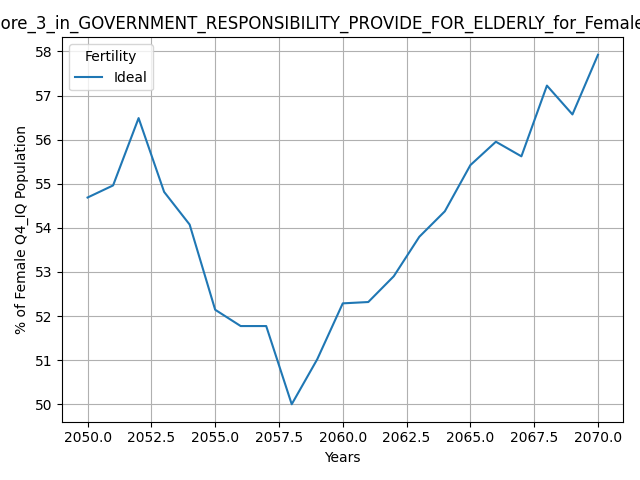 ore_3_in_GOVERNMENT_RESPONSIBILITY_PROVIDE_FOR_ELDERLY_for_Female
Fertility
Ideal
58
57
56
55
54
53
52
51
50
% of Female Q4_IQ Population
2050.0 2052.5 2055.0 2057.5 2060.0 2062.5 2065.0 2067.5 2070.0
Years